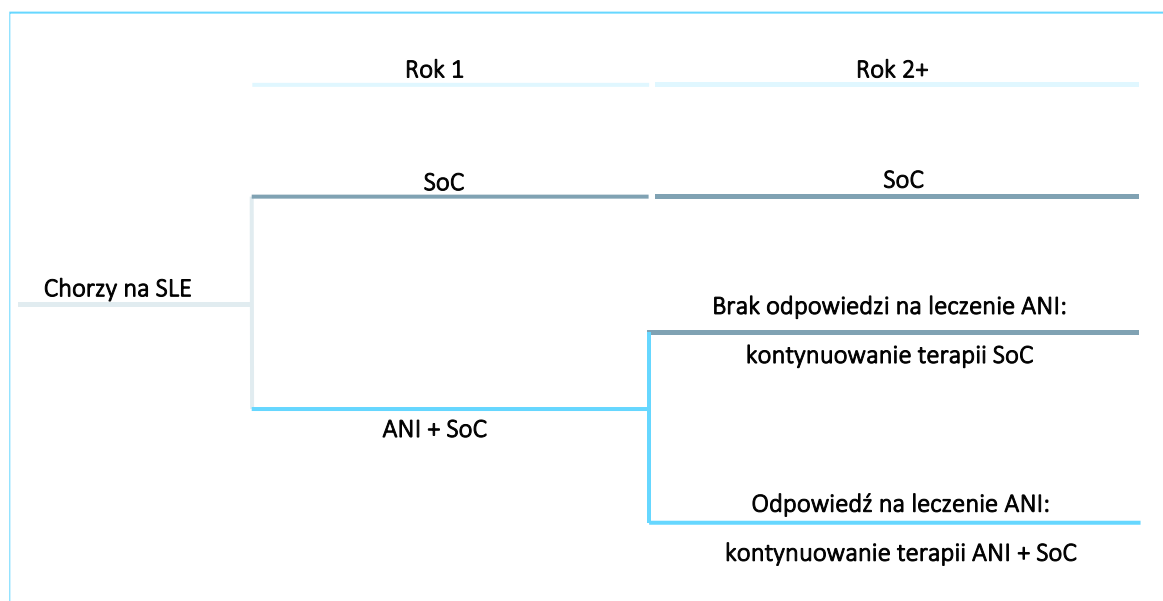 Rok 1
Rok 2+
SoC
SoC
Chorzy na SLE
Brak odpowiedzi na leczenie ANI:
kontynuowanie terapii SoC
ANI + SoC
Odpowiedź na leczenie ANI:
kontynuowanie terapii ANI + SoC